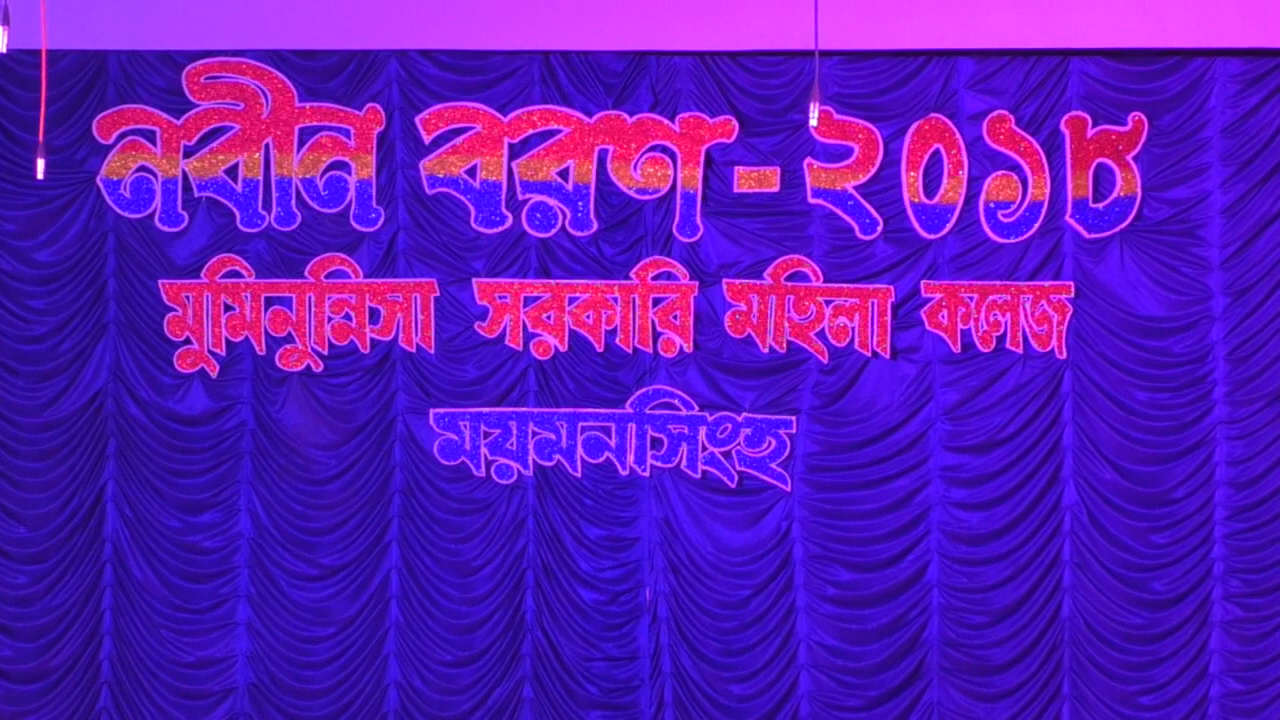 নবীন বরণ - ২০১৮
মুমিনুন্নিসা সরকারি মহিলা কলেজ
ময়মনসিংহ